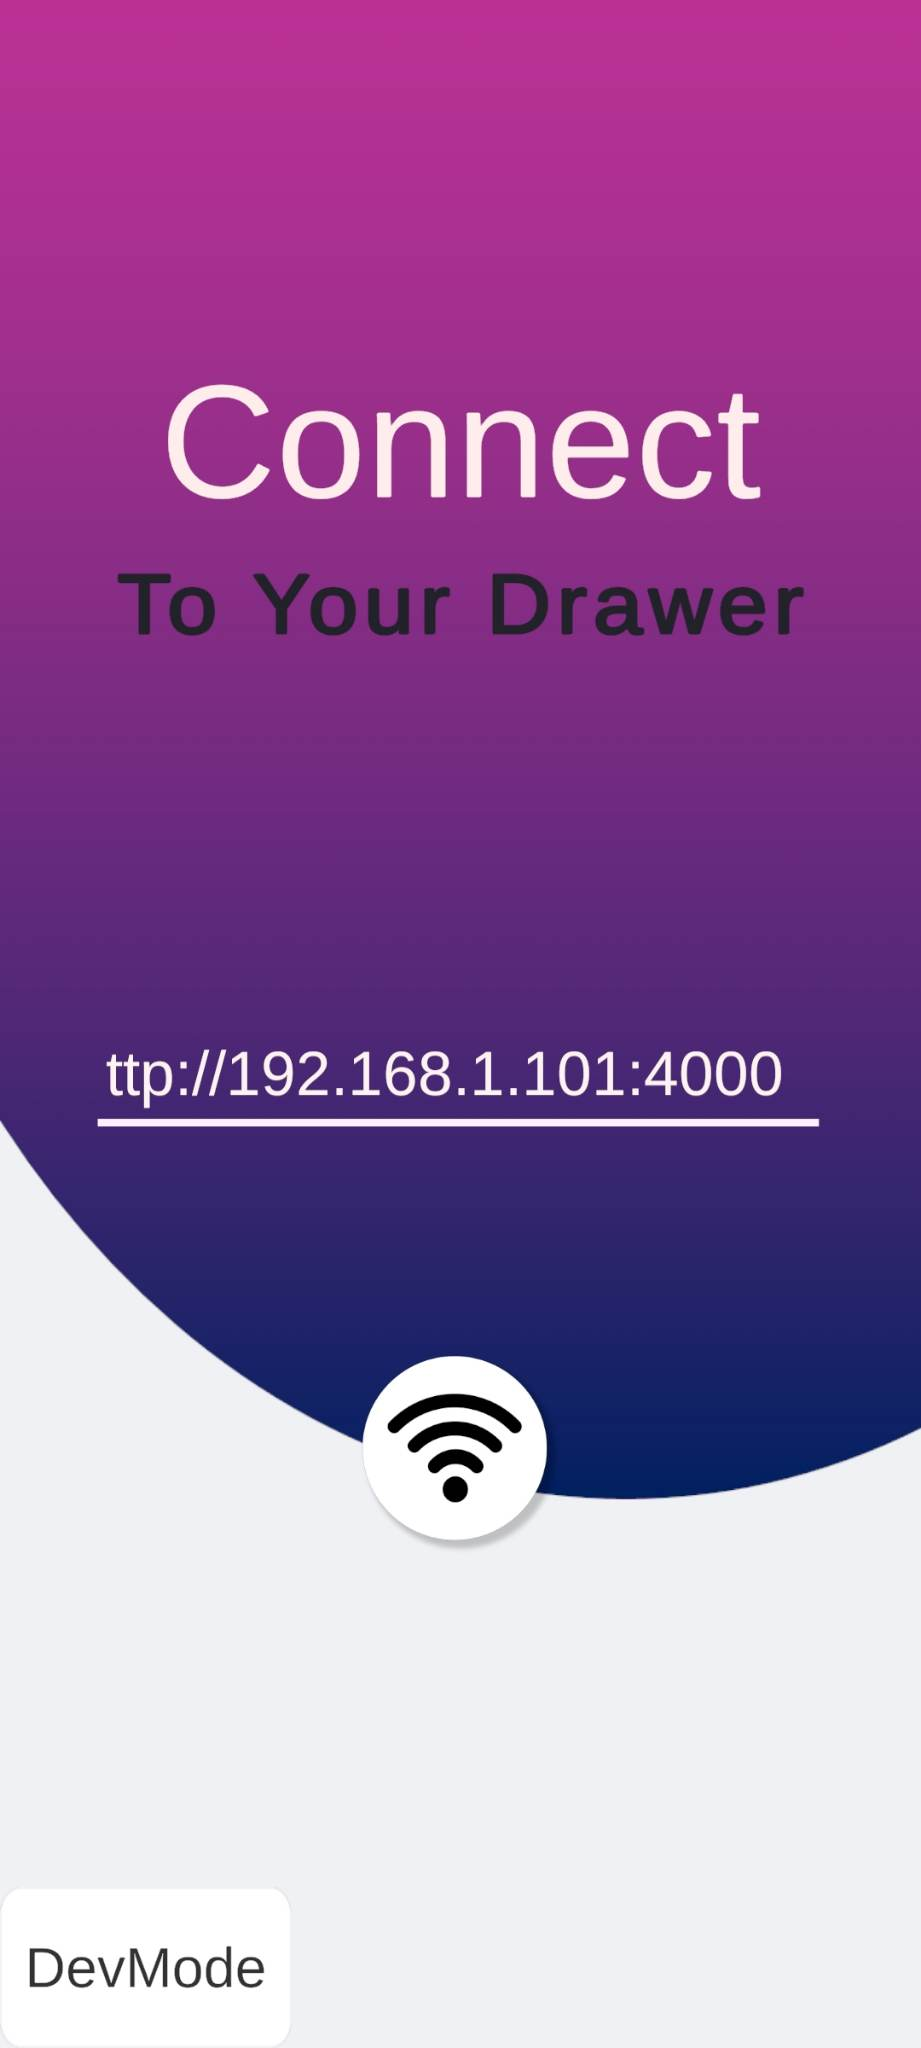 Connect
To Your Drawer
ttp://192.168.1.101:4000
DevMode